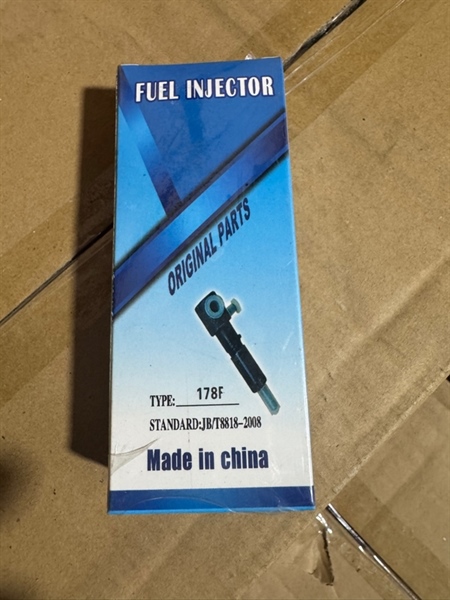 FUEL INJECTOR
ORIGINAL PARTS
TYPE: 178F
STANDARD:JB/T8818-2008
Made in china